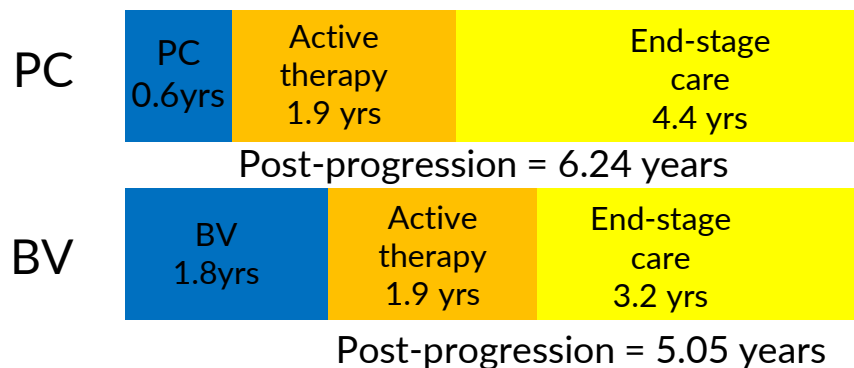 PC
PC
0.6yrs
Active
therapy
1.9 yrs
End-stage
care
4.4 yrs
Post-progression = 6.24 years
BV
BV
1.8yrs
Active
therapy
1.9 yrs
End-stage
care
3.2 yrs
Post-progression = 5.05 years